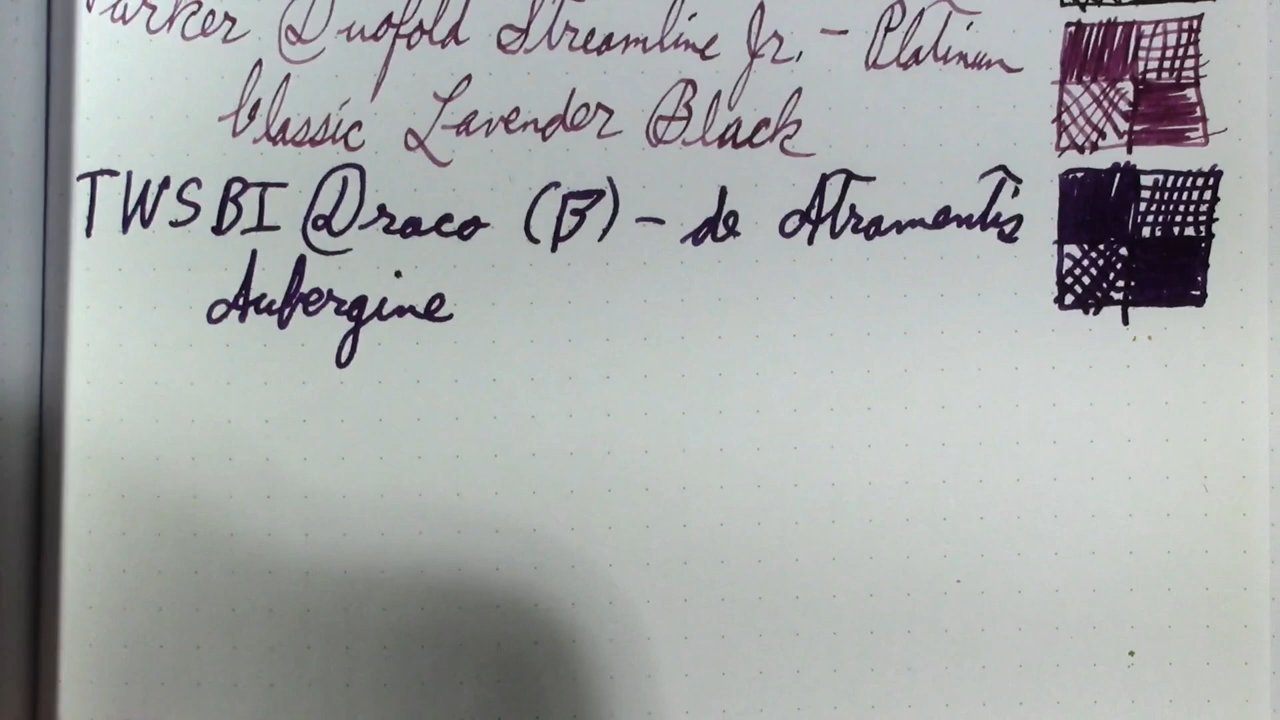 Parker Duofold Streamline Jr. - Platinum
Classic Lavender Black
TWSBI Draco (B) - de Atramentis
Aubergine